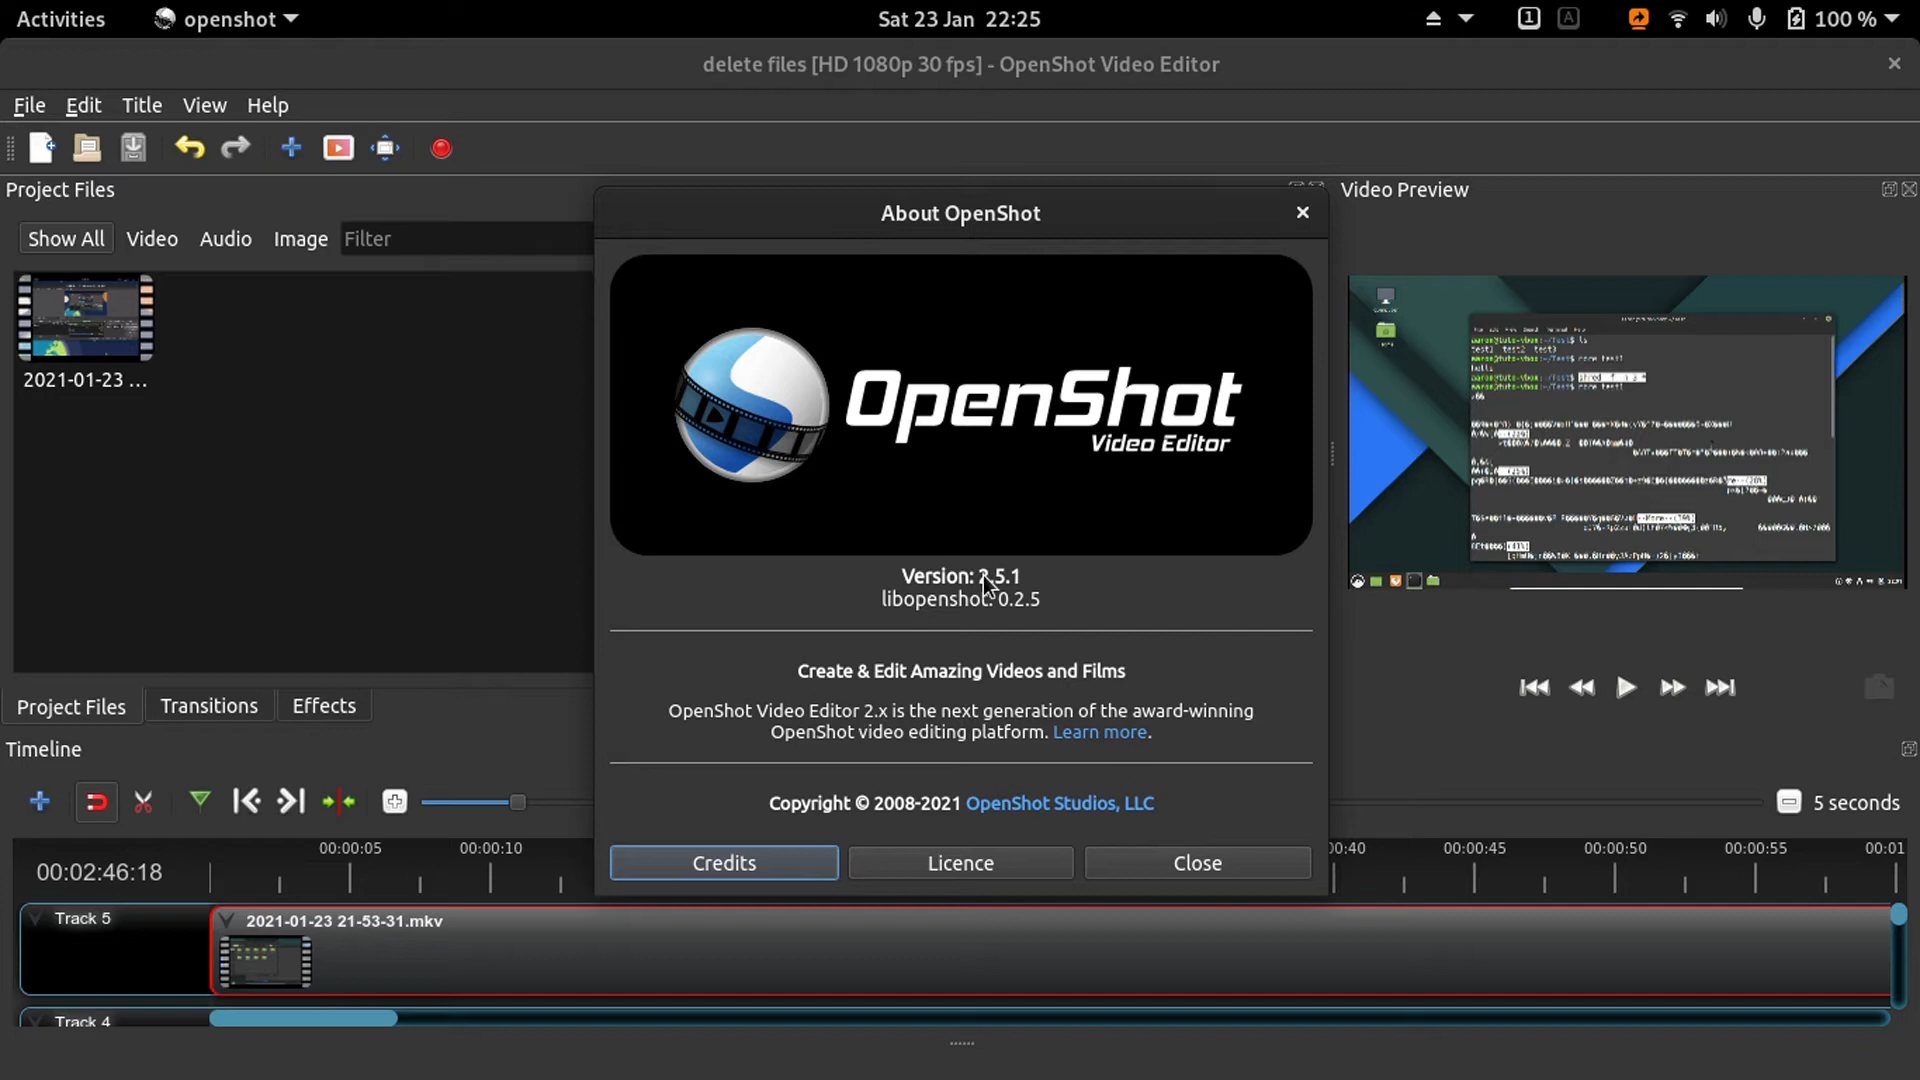 Activities
openshot
Sat 23 Jan 22:25
1
A
100 %
delete files [HD 1080p 30 fps] - OpenShot Video Editor
File Edit Title View Help
Project Files
Video Preview
Show All Video Audio Image Filter
2021-01-23 ...
About OpenShot
OpenShot
Video Editor
Version: 2.5.1
libopenshot: 0.2.5
Create & Edit Amazing Videos and Films
OpenShot Video Editor 2.x is the next generation of the award-winning
OpenShot video editing platform. Learn more.
Copyright © 2008-2021 OpenShot Studios, LLC
Credits Licence Close
Project Files Transitions Effects
Timeline
5 seconds
00:02:46:18
00:00:05 00:00:10 :00:40 00:00:45 00:00:50 00:00:55 00:01
Track 5
2021-01-23 21-53-31.mkv
Track 4